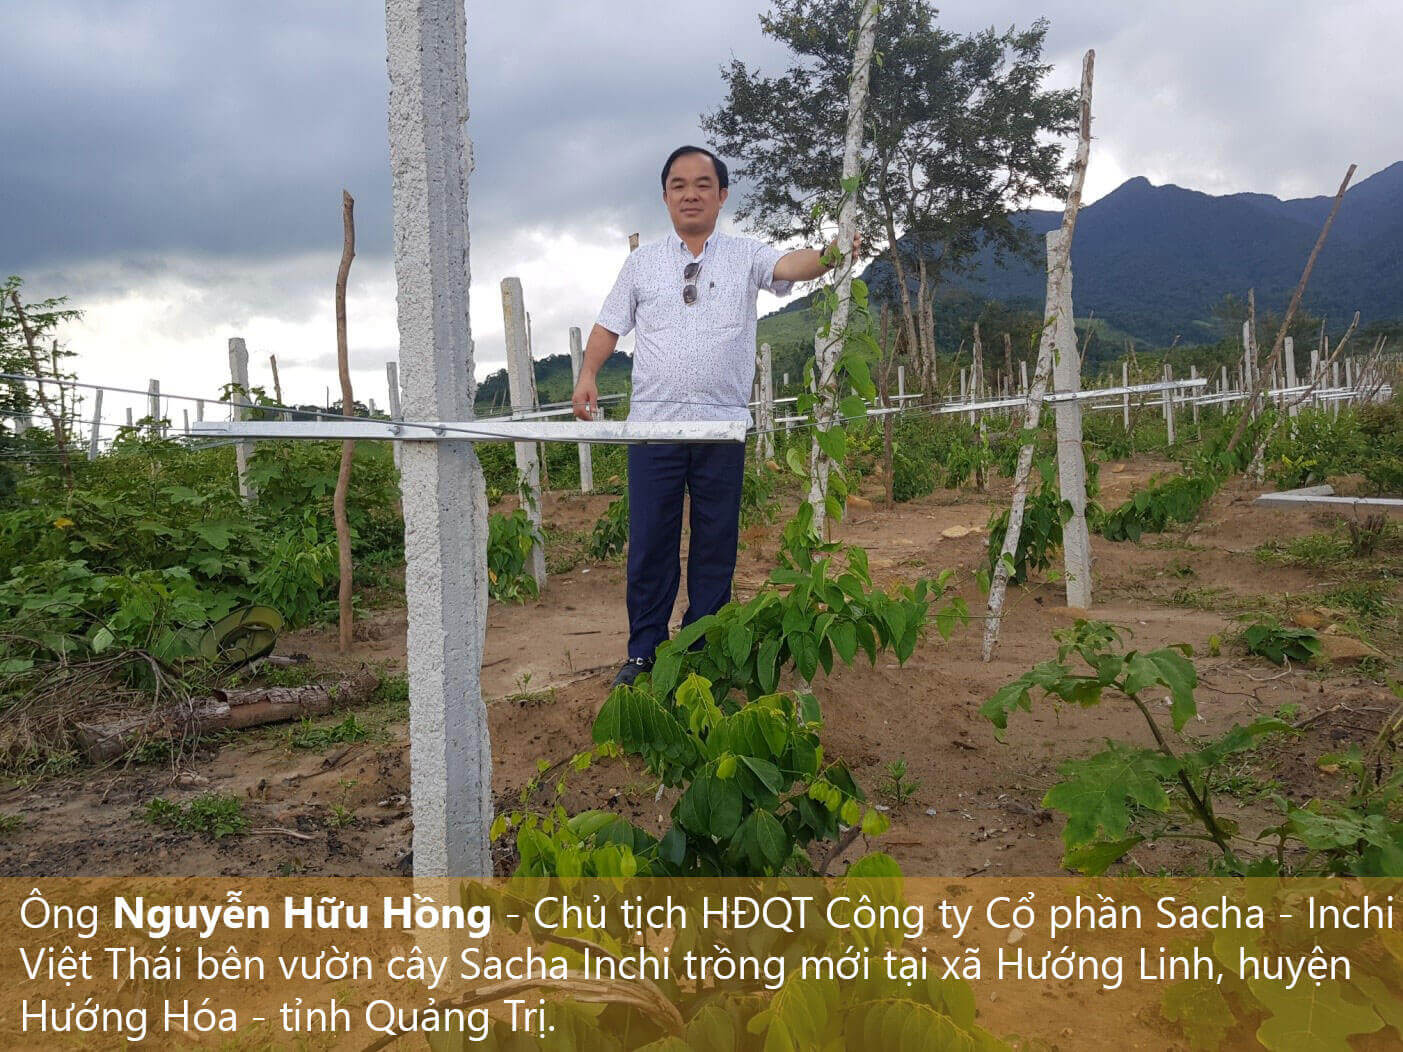 Ông Nguyễn Hữu Hồng - Chủ tịch HĐQT Công ty Cổ phần Sacha - Inchi
Việt Thái bên vườn cây Sacha Inchi trồng mới tại xã Hướng Linh, huyện
Hướng Hóa - tỉnh Quảng Trị.